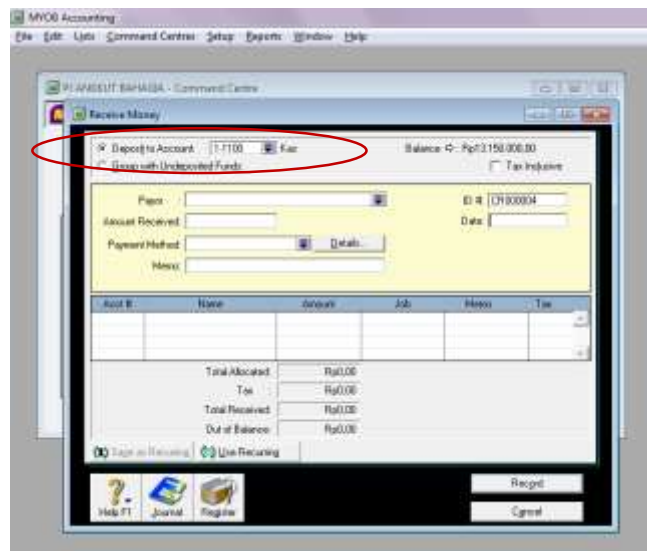 MYOB Accounting
File Edit Lists Command Centres Setup Reports Window Help
Command Centre
Receive Money
Deposit to Account 1-1100 Kas Balance Rp13.150.000,00
Group with Undeposited Funds Tax Inclusive
Payor: ID #: CR000004
Amount Received: Date:
Payment Method: Details...
Memo:
Acct # Name Amount Job Memo Tax
Total Allocated: Rp0,00
Tax : Rp0,00
Total Received: Rp0,00
Out of Balance: Rp0,00
Save as Recurring Use Recurring
Help F1 Journal Register Record
Cancel